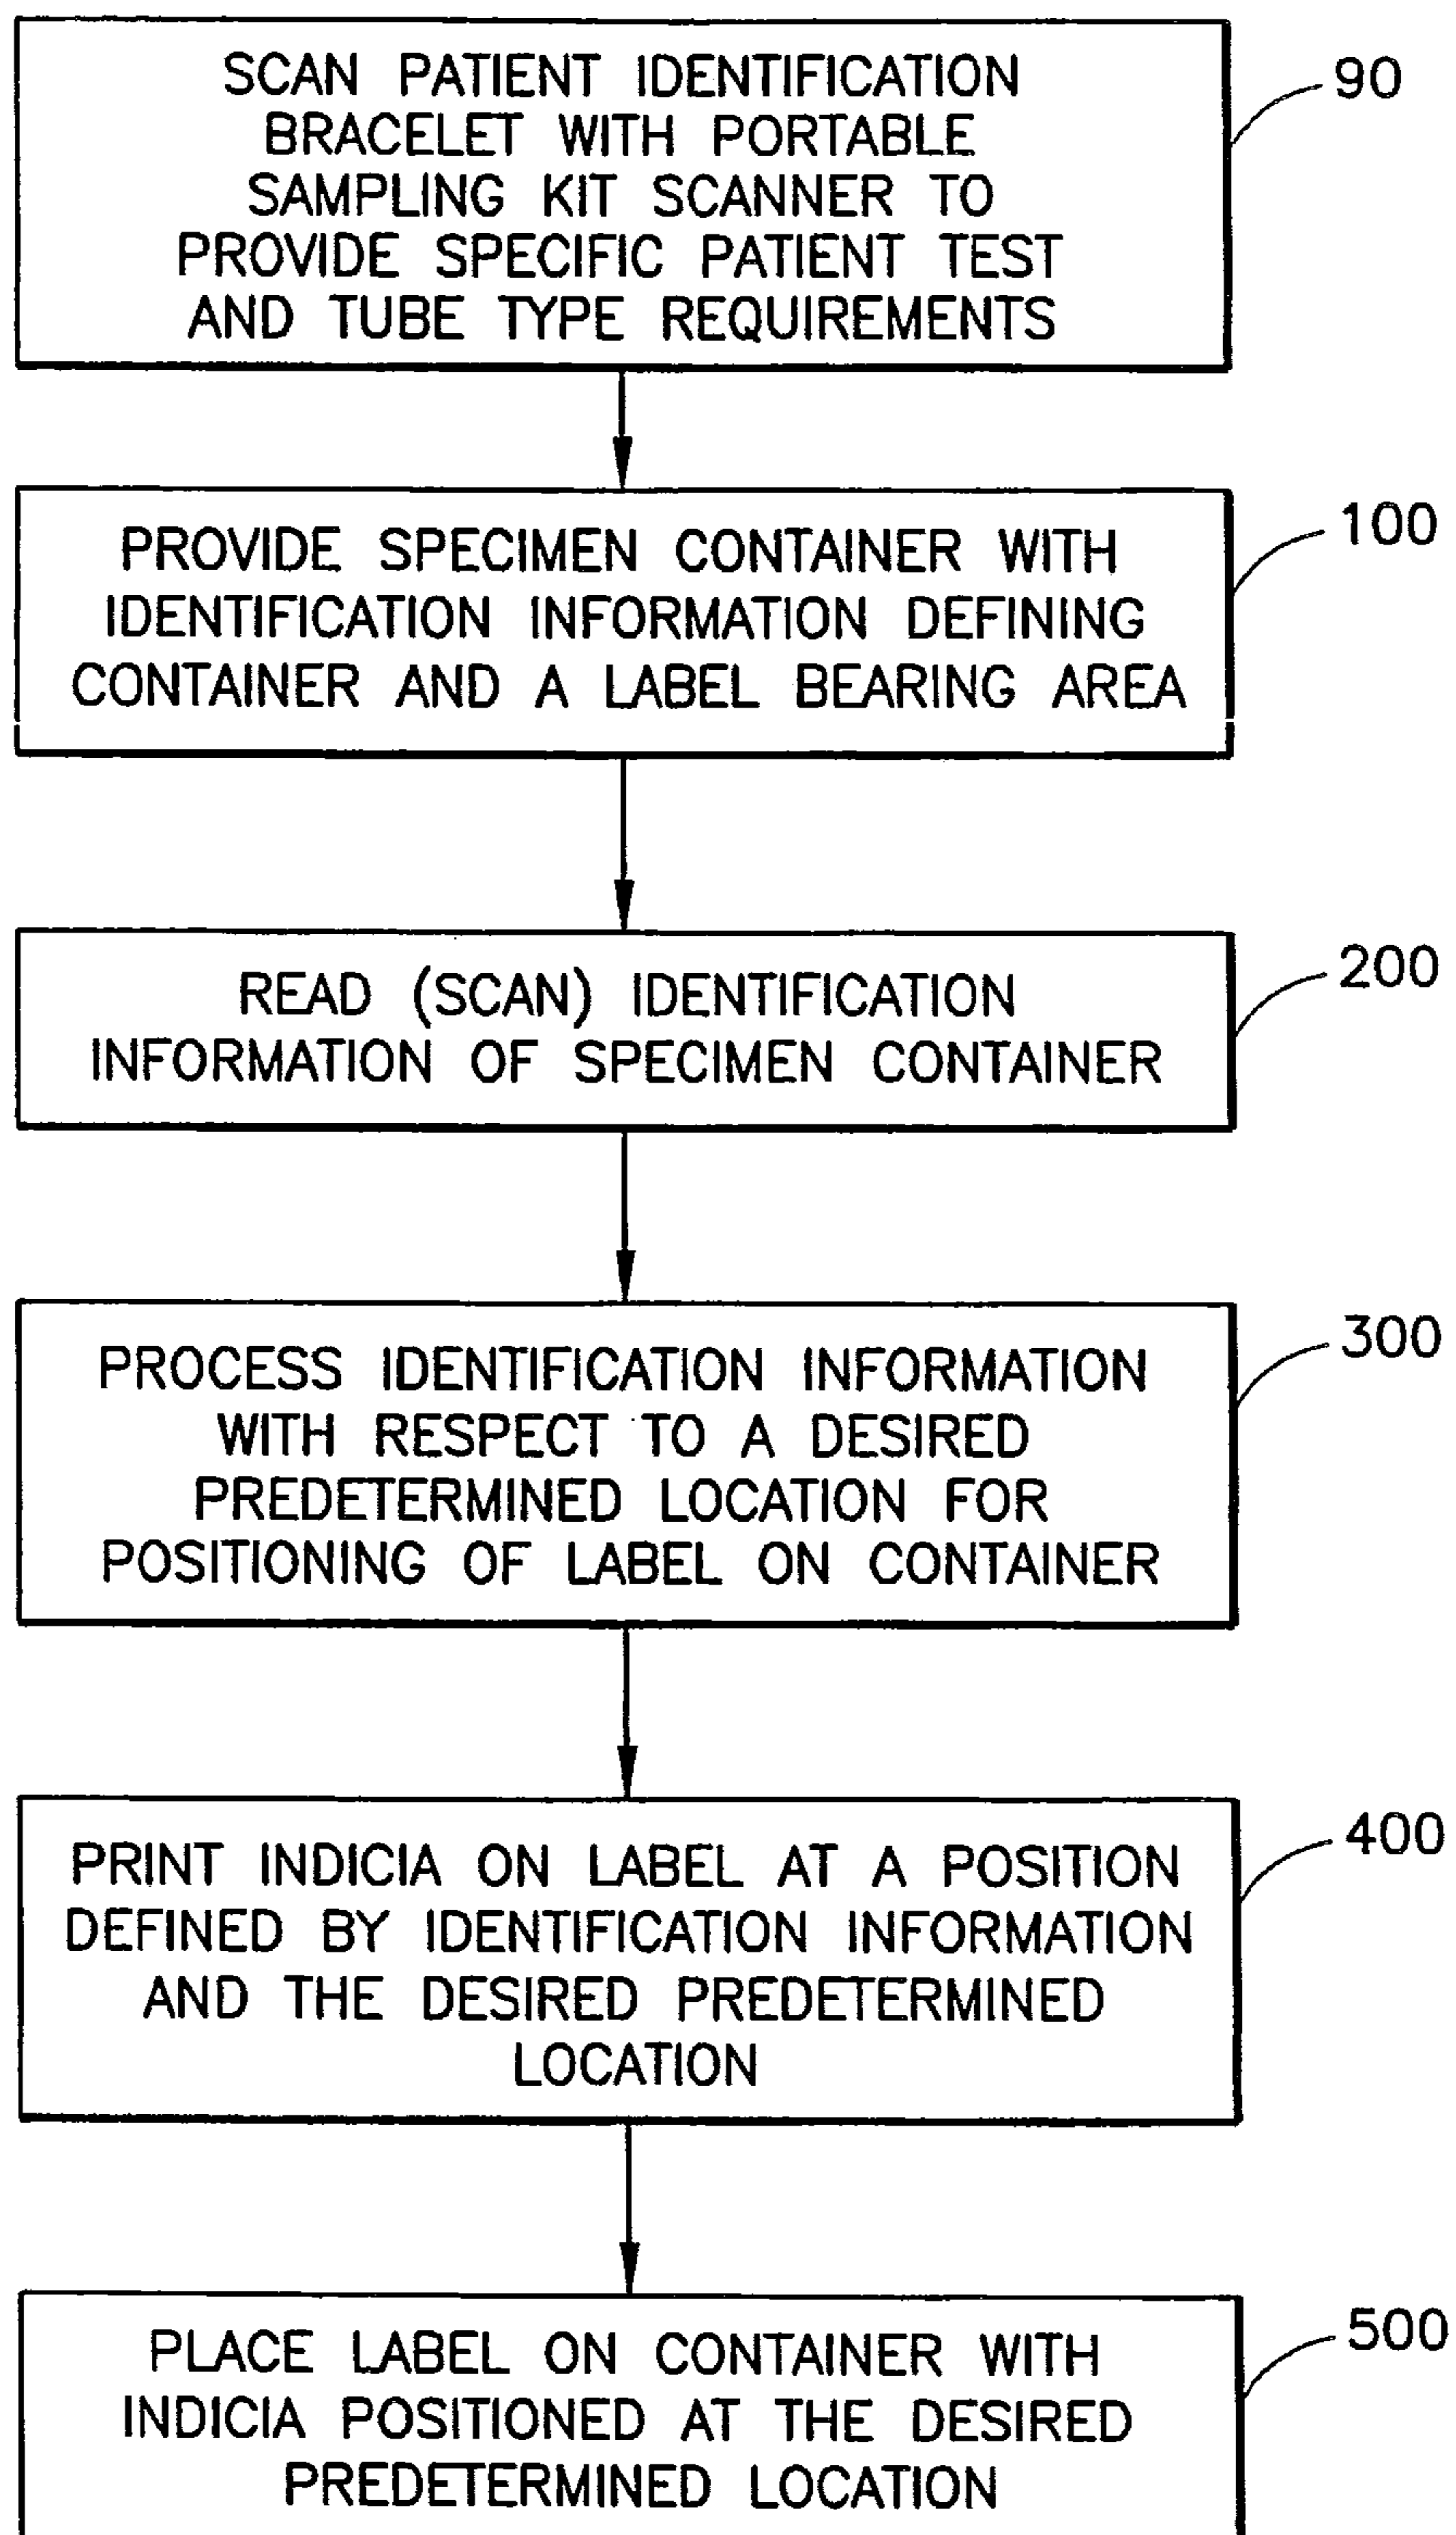 SCAN PATIENT IDENTIFICATION
BRACELET WITH PORTABLE
SAMPLING KIT SCANNER TO
PROVIDE SPECIFIC PATIENT TEST
AND TUBE TYPE REQUIREMENTS
90
PROVIDE SPECIMEN CONTAINER WITH
IDENTIFICATION INFORMATION DEFINING
CONTAINER AND A LABEL BEARING AREA
100
READ (SCAN) IDENTIFICATION
INFORMATION OF SPECIMEN CONTAINER
200
PROCESS IDENTIFICATION INFORMATION
WITH RESPECT TO A DESIRED
PREDETERMINED LOCATION FOR
POSITIONING OF LABEL ON CONTAINER
300
PRINT INDICIA ON LABEL AT A POSITION
DEFINED BY IDENTIFICATION INFORMATION
AND THE DESIRED PREDETERMINED
LOCATION
400
PLACE LABEL ON CONTAINER WITH
INDICIA POSITIONED AT THE DESIRED
PREDETERMINED LOCATION
500